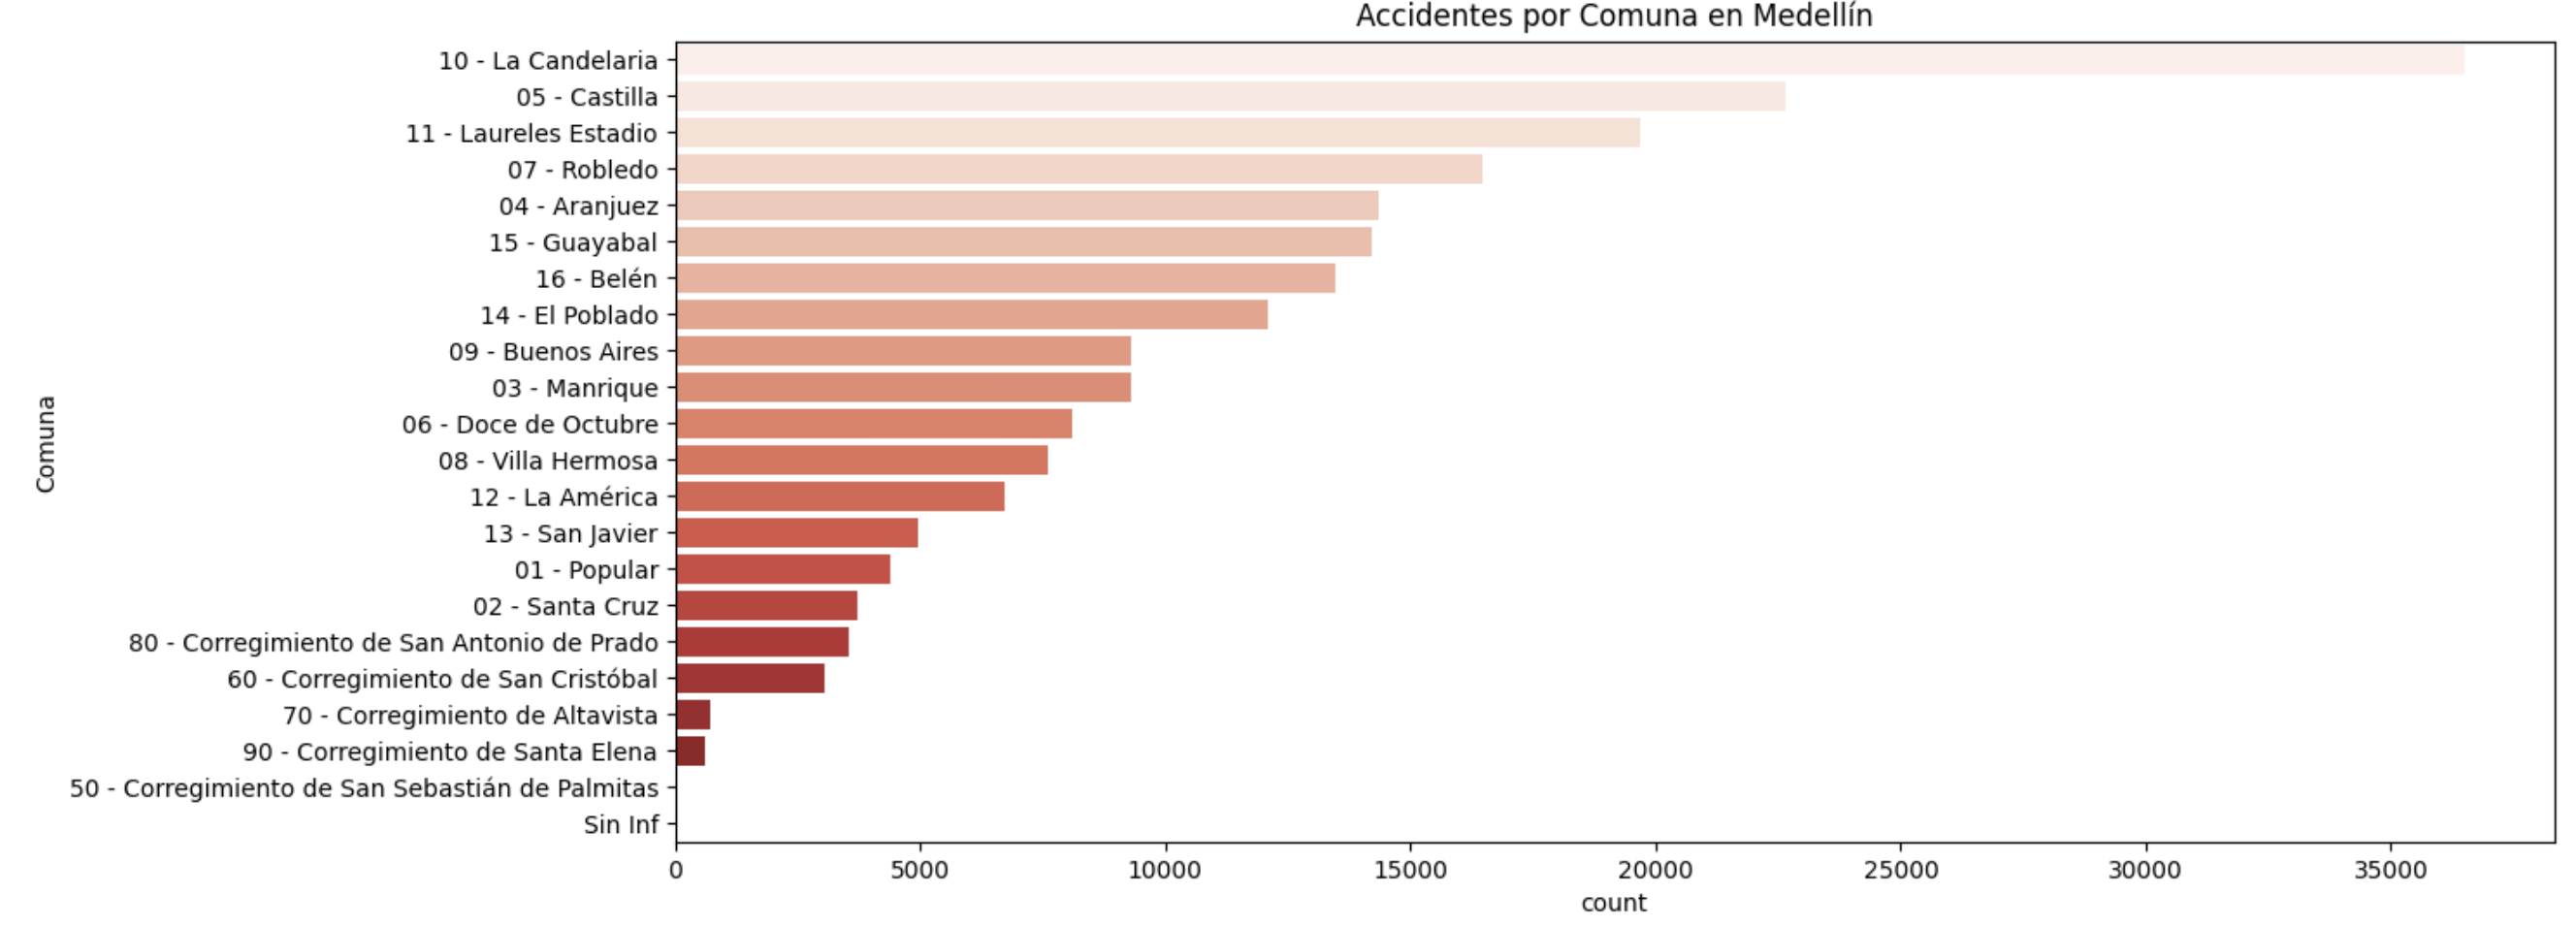 Accidentes por Comuna en Medellín
10 - La Candelaria
05 - Castilla
11 - Laureles Estadio
07 - Robledo
04 - Aranjuez
15 - Guayabal
16 - Belén
14 - El Poblado
09 - Buenos Aires
03 - Manrique
06 - Doce de Octubre
08 - Villa Hermosa
12 - La América
13 - San Javier
01 - Popular
02 - Santa Cruz
80 - Corregimiento de San Antonio de Prado
60 - Corregimiento de San Cristóbal
70 - Corregimiento de Altavista
90 - Corregimiento de Santa Elena
50 - Corregimiento de San Sebastián de Palmitas
Sin Inf
Comuna
0 5000 10000 15000 20000 25000 30000 35000
count